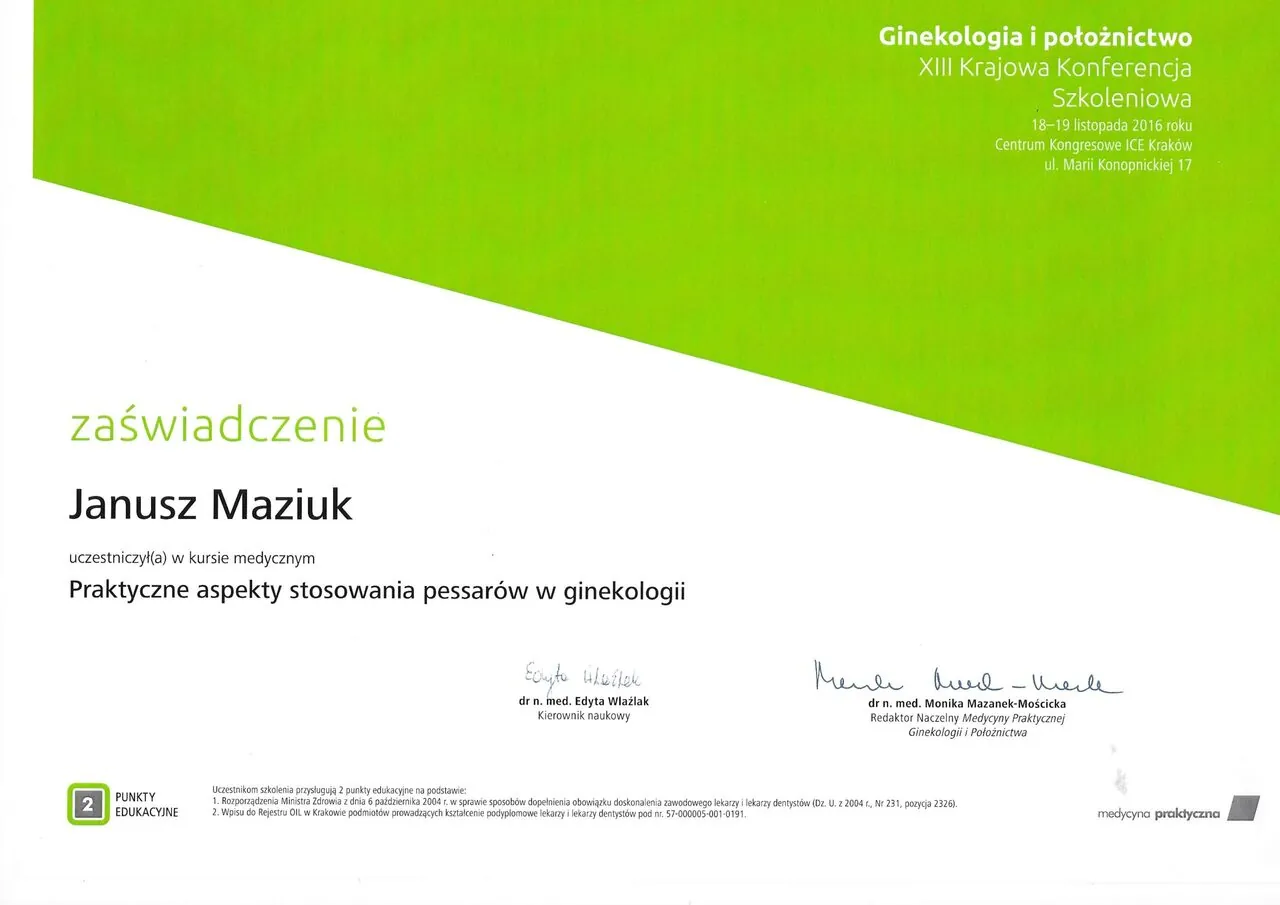 Ginekologia i położnictwo
XIII Krajowa Konferencja
Szkoleniowa
18–19 listopada 2016 roku
Centrum Kongresowe ICE Kraków
ul. Marii Konopnickiej 17
zaświadczenie
Janusz Maziuk
uczestniczył(a) w kursie medycznym
Praktyczne aspekty stosowania pessarów w ginekologii
Edyta Wlaźlak
dr n. med. Edyta Wlaźlak
Kierownik naukowy
dr n. med. Monika Mazanek-Mościcka
Redaktor Naczelny Medycyny Praktycznej
Ginekologii i Położnictwa
2 PUNKTY
EDUKACYJNE
Uczestnikom szkolenia przysługują 2 punkty edukacyjne na podstawie:
1. Rozporządzenia Ministra Zdrowia z dnia 6 października 2004 r. w sprawie sposobów dopełnienia obowiązku doskonalenia zawodowego lekarzy i lekarzy dentystów (Dz. U. z 2004 r., Nr 231, pozycja 2326).
2. Wpisu do Rejestru OIL w Krakowie podmiotów prowadzących kształcenie podyplomowe lekarzy i lekarzy dentystów pod nr. 57-000005-001-0191.
medycyna praktyczna